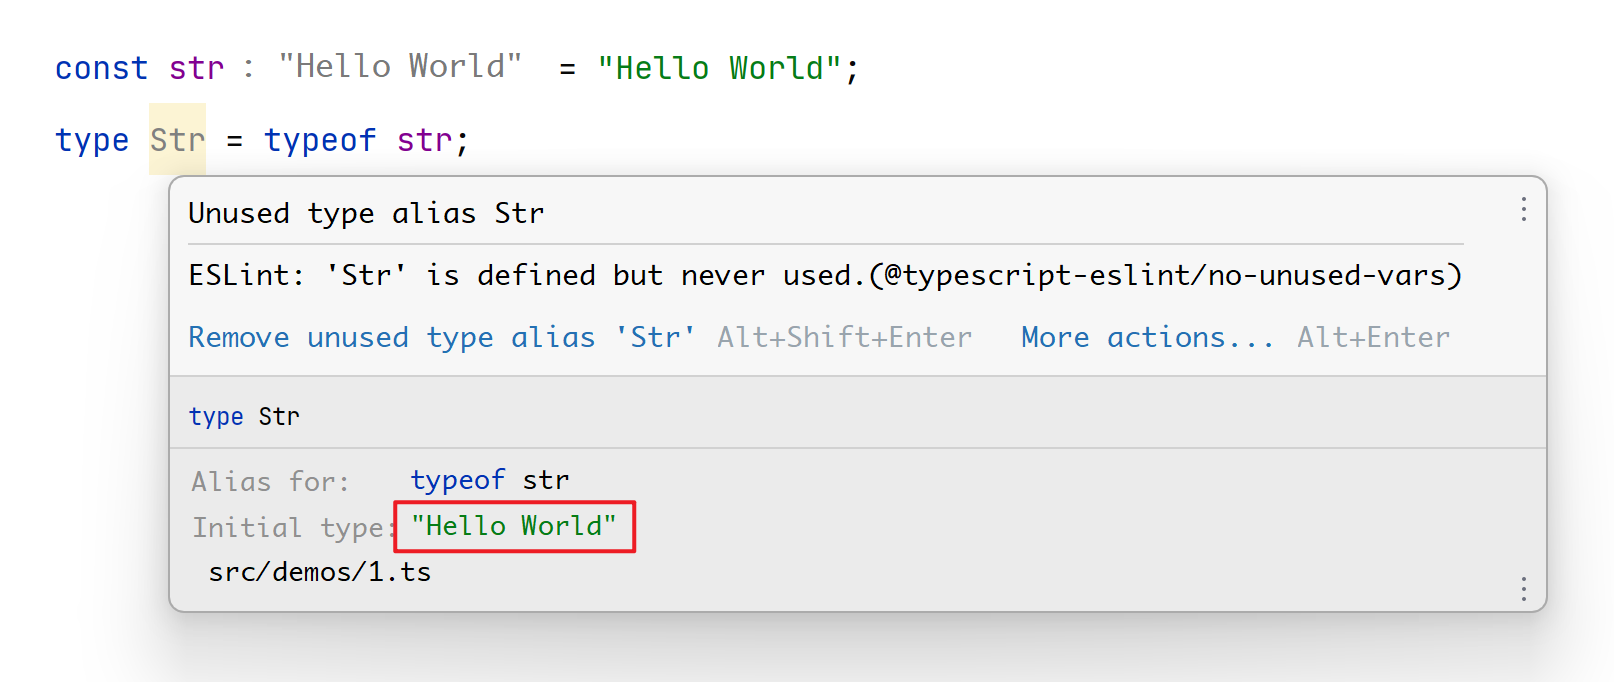 const str : "Hello World" = "Hello World";
type Str = typeof str;
Unused type alias Str
ESLint: 'Str' is defined but never used.(@typescript-eslint/no-unused-vars)
Remove unused type alias 'Str' Alt+Shift+Enter More actions... Alt+Enter
type Str
Alias for: typeof str
Initial type: "Hello World"
src/demos/1.ts